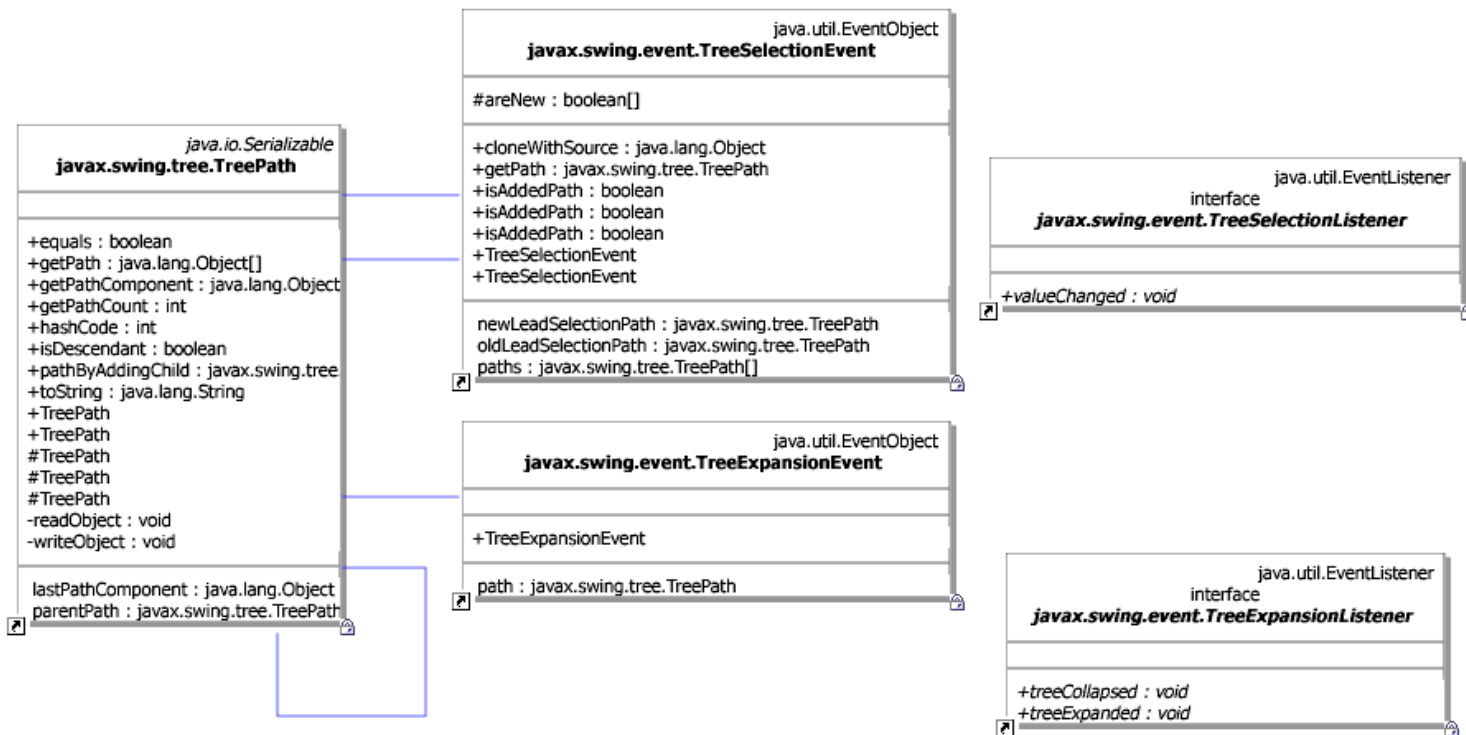 java.io.Serializable
javax.swing.tree.TreePath
+equals : boolean
+getPath : java.lang.Object[]
+getPathComponent : java.lang.Object
+getPathCount : int
+hashCode : int
+isDescendant : boolean
+pathByAddingChild : javax.swing.tree.
+toString : java.lang.String
+TreePath
+TreePath
#TreePath
#TreePath
#TreePath
-readObject : void
-writeObject : void
lastPathComponent : java.lang.Object
parentPath : javax.swing.tree.TreePath
java.util.EventObject
javax.swing.event.TreeSelectionEvent
#areNew : boolean[]
+cloneWithSource : java.lang.Object
+getPath : javax.swing.tree.TreePath
+isAddedPath : boolean
+isAddedPath : boolean
+isAddedPath : boolean
+TreeSelectionEvent
+TreeSelectionEvent
newLeadSelectionPath : javax.swing.tree.TreePath
oldLeadSelectionPath : javax.swing.tree.TreePath
paths : javax.swing.tree.TreePath[]
java.util.EventObject
javax.swing.event.TreeExpansionEvent
+TreeExpansionEvent
path : javax.swing.tree.TreePath
java.util.EventListener
interface
javax.swing.event.TreeSelectionListener
+valueChanged : void
java.util.EventListener
interface
javax.swing.event.TreeExpansionListener
+treeCollapsed : void
+treeExpanded : void